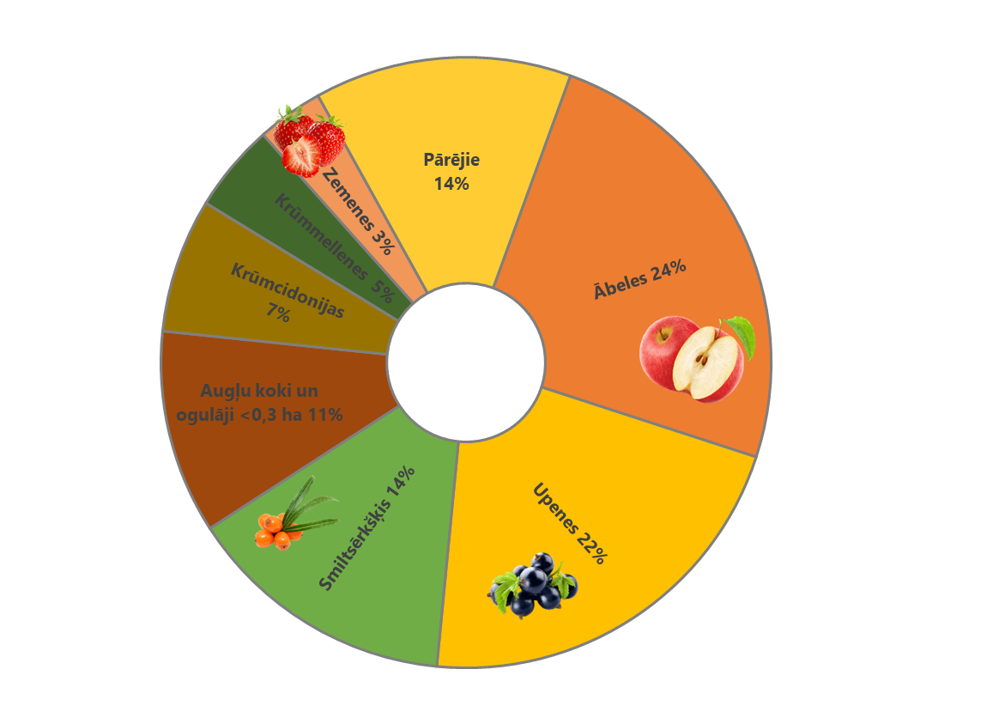 Pārējie
14%
Ābeles 24%
Upenes 22%
Smiltsērkšķis 14%
Augļu koki un
ogulāji <0,3 ha 11%
Krūmcidonijas
7%
Krūmmellenes 5%
Zemenes 3%